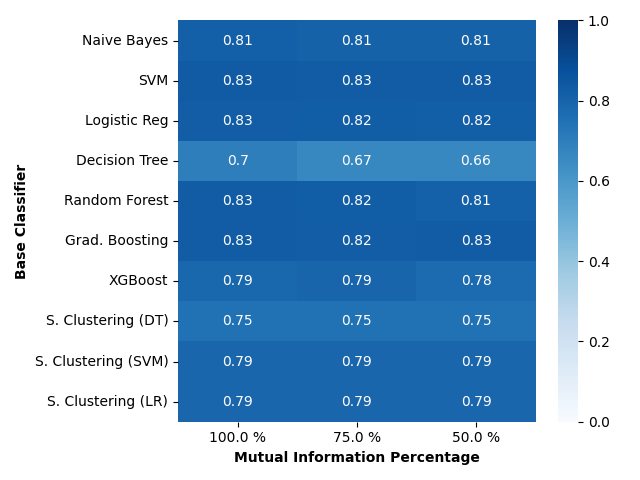 Base Classifier
Naive Bayes 0.81 0.81 0.81
SVM 0.83 0.83 0.83
Logistic Reg 0.83 0.82 0.82
Decision Tree 0.7 0.67 0.66
Random Forest 0.83 0.82 0.81
Grad. Boosting 0.83 0.82 0.83
XGBoost 0.79 0.79 0.78
S. Clustering (DT) 0.75 0.75 0.75
S. Clustering (SVM) 0.79 0.79 0.79
S. Clustering (LR) 0.79 0.79 0.79
100.0 % 75.0 % 50.0 %
Mutual Information Percentage
1.0
0.8
0.6
0.4
0.2
0.0